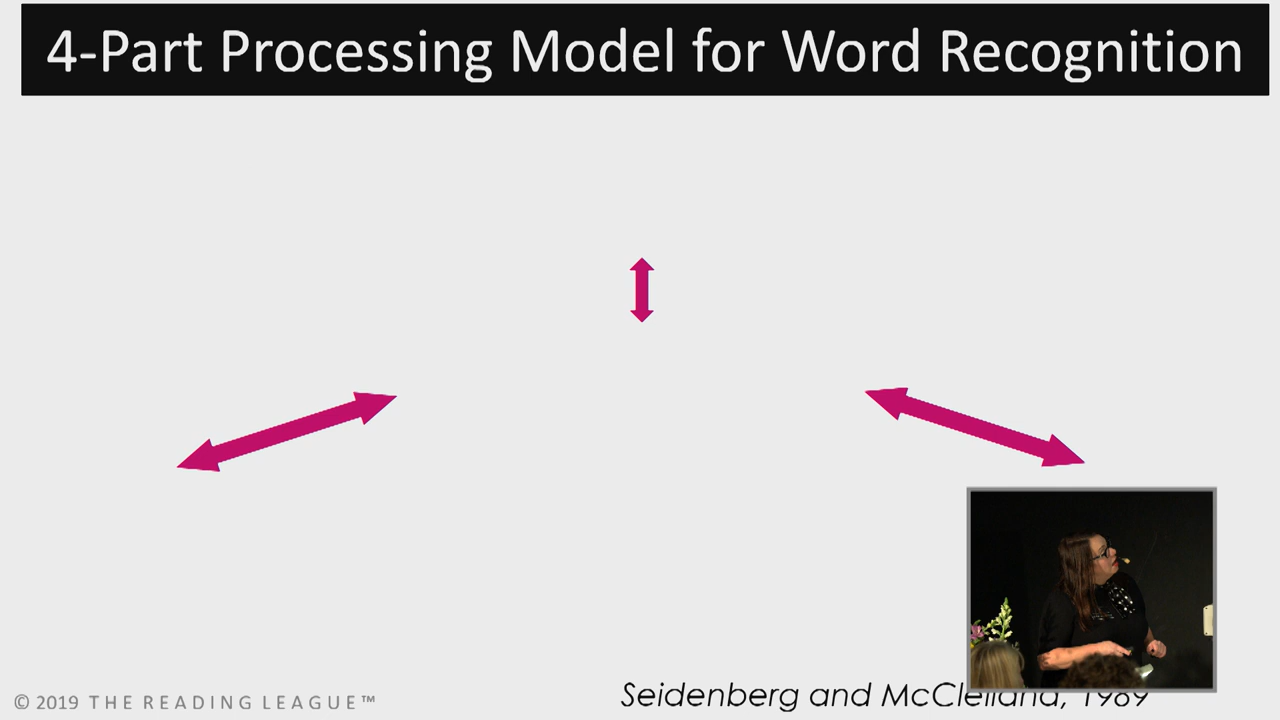 4-Part Processing Model for Word Recognition
© 2019 THE READING LEAGUE™
Seidenberg and McClelland, 1989